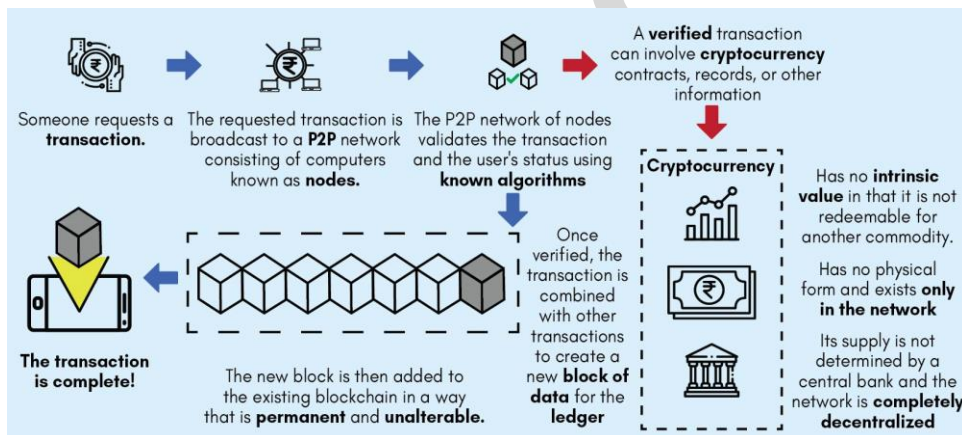 Someone requests a
transaction.
The requested transaction is
broadcast to a P2P network
consisting of computers
known as nodes.
The P2P network of nodes
validates the transaction
and the user's status using
known algorithms
A verified transaction
can involve cryptocurrency
contracts, records, or other
information
Cryptocurrency
Has no intrinsic
value in that it is not
redeemable for
another commodity.
Has no physical
form and exists only
in the network
Its supply is not
determined by a
central bank and the
network is completely
decentralized
Once
verified, the
transaction is
combined
with other
transactions
to create a
new block of
data for the
ledger
The new block is then added to
the existing blockchain in a way
that is permanent and unalterable.
The transaction
is complete!
₹
₹
₹